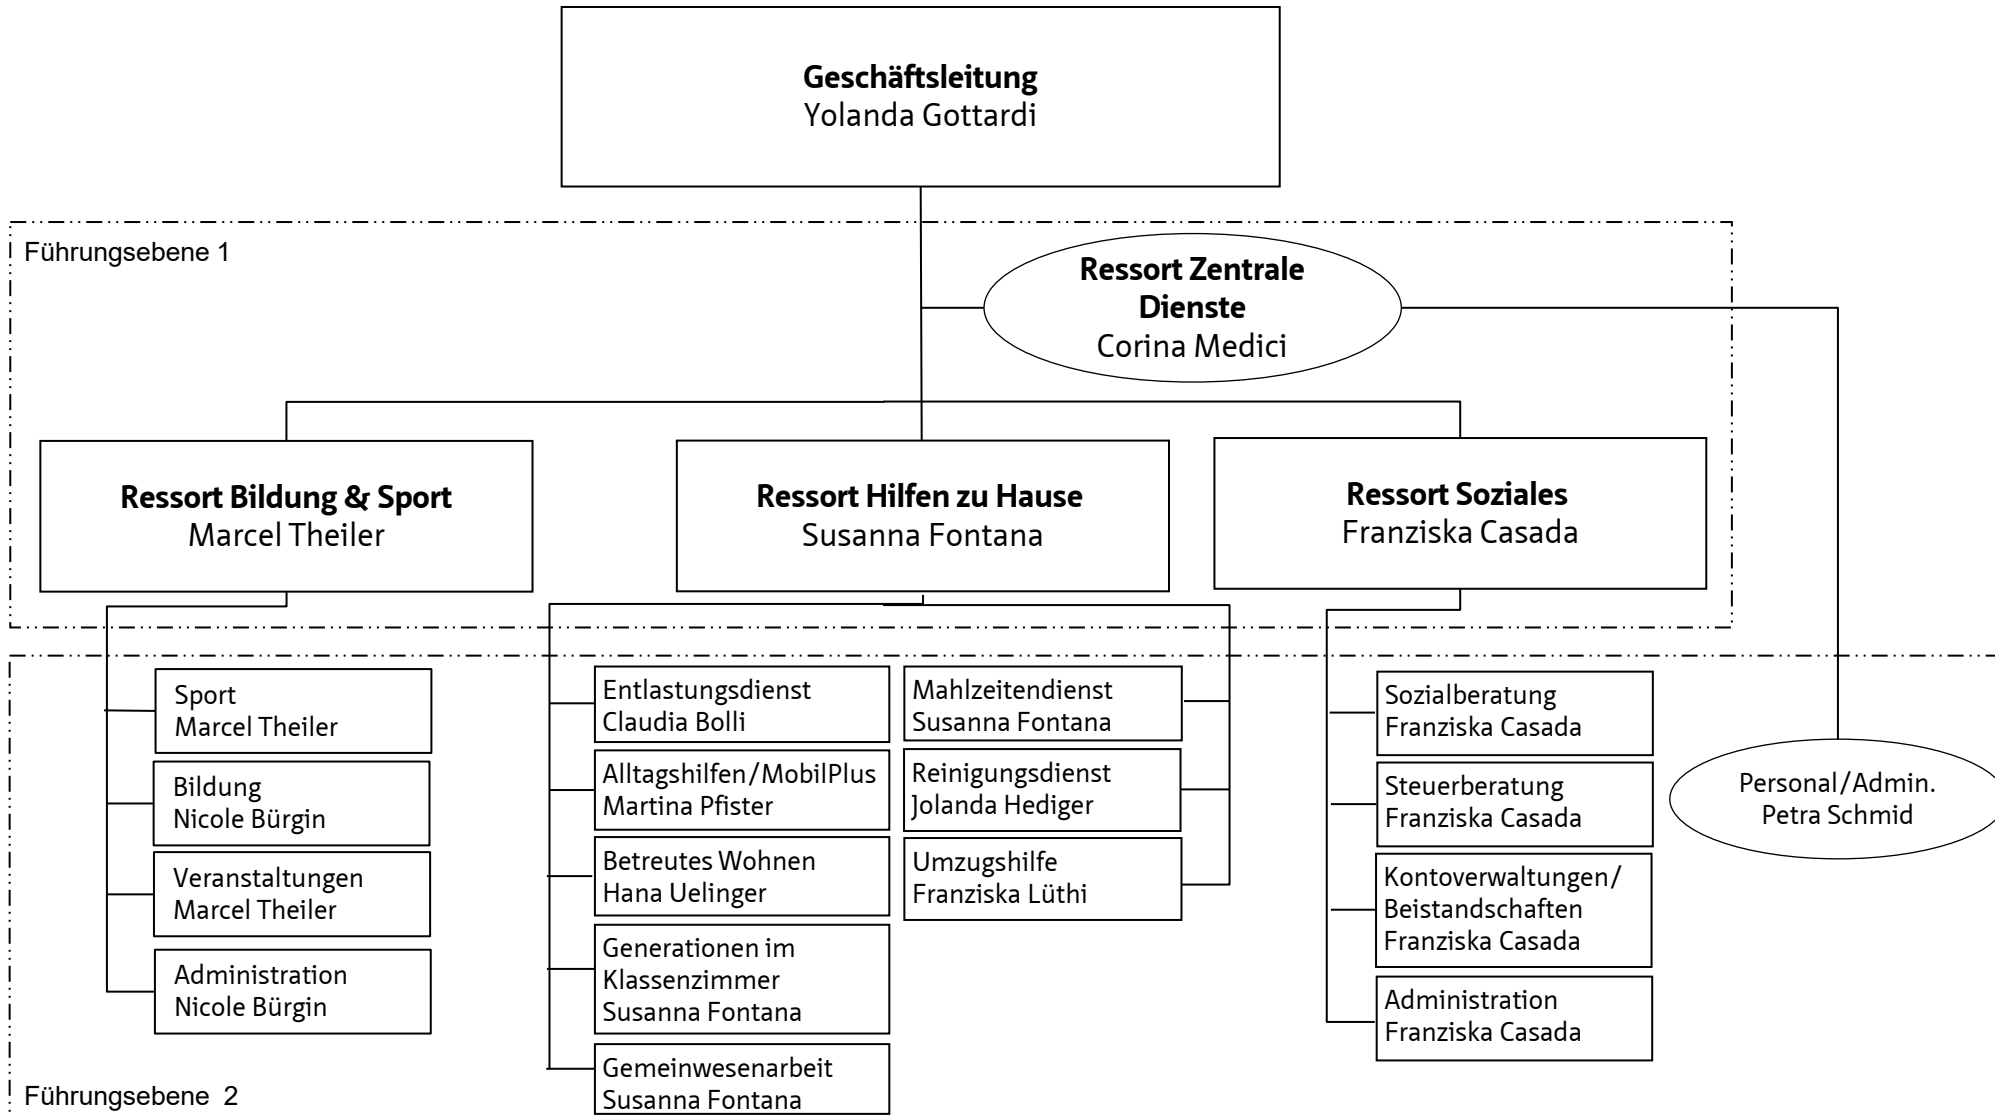 Geschäftsleitung
Yolanda Gottardi
Führungsebene 1
Ressort Zentrale
Dienste
Corina Medici
Ressort Bildung & Sport
Marcel Theiler
Ressort Hilfen zu Hause
Susanna Fontana
Ressort Soziales
Franziska Casada
Sport
Marcel Theiler
Bildung
Nicole Bürgin
Veranstaltungen
Marcel Theiler
Administration
Nicole Bürgin
Entlastungsdienst
Claudia Bolli
Alltagshilfen/MobilPlus
Martina Pfister
Betreutes Wohnen
Hana Uelinger
Generationen im
Klassenzimmer
Susanna Fontana
Gemeinwesenarbeit
Susanna Fontana
Mahlzeitendienst
Susanna Fontana
Reinigungsdienst
Jolanda Hediger
Umzugshilfe
Franziska Lüthi
Sozialberatung
Franziska Casada
Steuerberatung
Franziska Casada
Kontoverwaltungen/
Beistandschaften
Franziska Casada
Administration
Franziska Casada
Personal/Admin.
Petra Schmid
Führungsebene 2